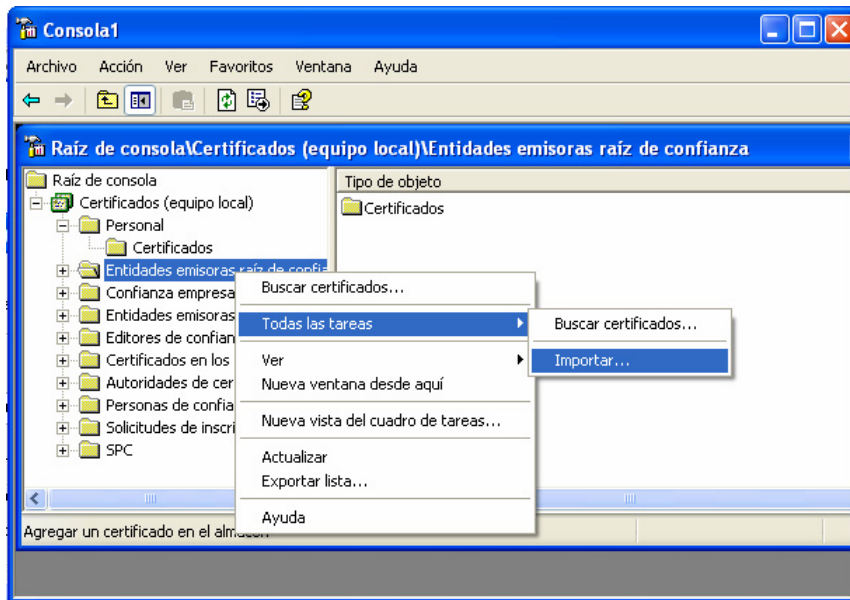 Consola1
Archivo Acción Ver Favoritos Ventana Ayuda
Raíz de consola\Certificados (equipo local)\Entidades emisoras raíz de confianza
Raíz de consola
Tipo de objeto
Certificados (equipo local)
Certificados
Personal
Certificados
Entidades emisoras raíz de confia
Confianza empresa
Entidades emisoras
Editores de confian
Certificados en los
Autoridades de cer
Personas de confia
Solicitudes de inscri
SPC
Buscar certificados...
Todas las tareas
Ver
Nueva ventana desde aquí
Nueva vista del cuadro de tareas...
Actualizar
Exportar lista...
Ayuda
Buscar certificados...
Importar...
Agregar un certificado en el almacén